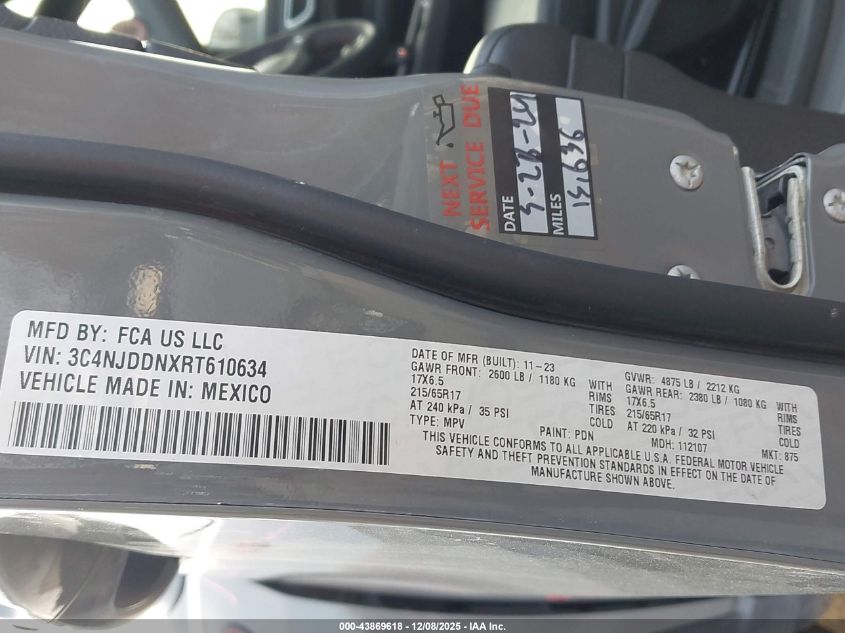 NEXT
SERVICE DUE
DATE
MILES
MFD BY: FCA US LLC
VIN: 3C4NJDDNXRT610634
VEHICLE MADE IN: MEXICO
DATE OF MFR (BUILT): 11-23
GAWR FRONT: 2600 LB / 1180 KG WITH
17X6.5 RIMS
215/65R17 TIRES
AT 240 kPa / 35 PSI COLD
TYPE: MPV PAINT: PDN
GVWR: 4875 LB / 2212 KG
GAWR REAR: 2380 LB / 1080 KG WITH
17X6.5 RIMS
215/65R17 TIRES
AT 220 kPa / 32 PSI COLD
MDH: 112107 MKT: 875
THIS VEHICLE CONFORMS TO ALL APPLICABLE U.S.A. FEDERAL MOTOR VEHICLE
SAFETY AND THEFT PREVENTION STANDARDS IN EFFECT ON THE DATE OF
MANUFACTURE SHOWN ABOVE.
000-43869618 - 12/08/2025 - IAA Inc.